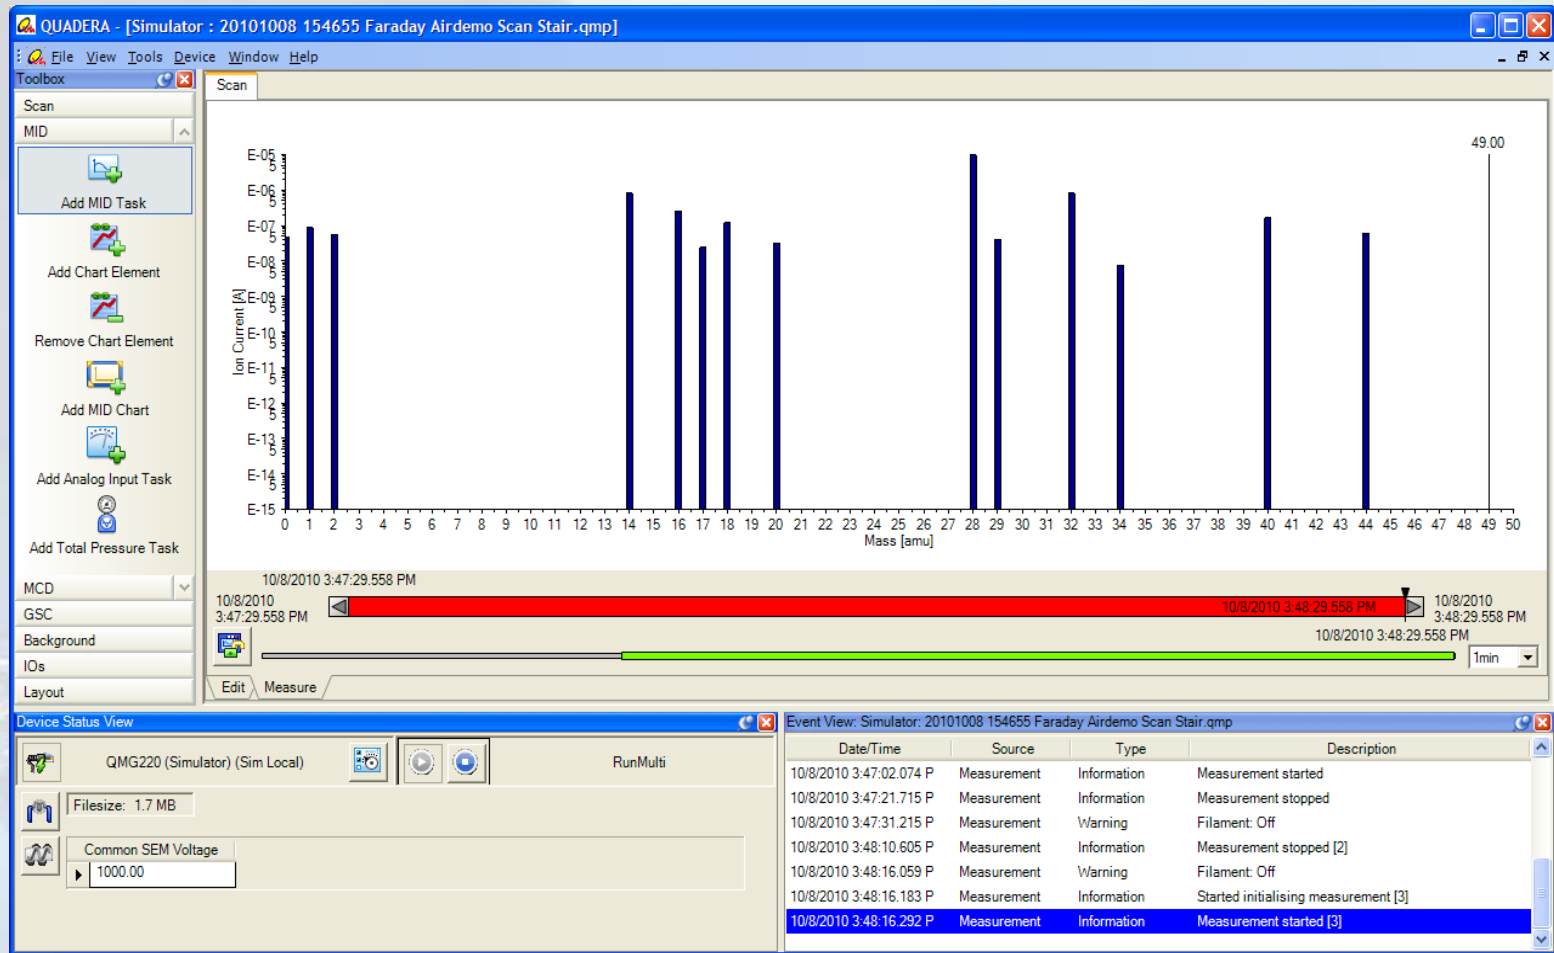 QUADERA - [Simulator : 20101008 154655 Faraday Airdemo Scan Stair.qmp]
File View Tools Device Window Help
Toolbox
Scan
MID
Add MID Task
Add Chart Element
Remove Chart Element
Add MID Chart
Add Analog Input Task
Add Total Pressure Task
MCD
GSC
Background
IOs
Layout
Scan
49.00
E-05
5
E-06
5
E-07
5
E-08
5
E-09
5
E-10
5
E-11
5
E-12
5
E-13
5
E-14
5
E-15
Ion Current [A]
0 1 2 3 4 5 6 7 8 9 10 11 12 13 14 15 16 17 18 19 20 21 22 23 24 25 26 27 28 29 30 31 32 33 34 35 36 37 38 39 40 41 42 43 44 45 46 47 48 49 50
Mass [amu]
10/8/2010 3:47:29.558 PM
10/8/2010
3:47:29.558 PM
10/8/2010 3:48:29.558 PM
10/8/2010
3:48:29.558 PM
10/8/2010 3:48:29.558 PM
1min
Edit Measure
Device Status View
QMG220 (Simulator) (Sim Local)
RunMulti
Filesize: 1.7 MB
Common SEM Voltage
1000.00
Event View: Simulator: 20101008 154655 Faraday Airdemo Scan Stair.qmp
Date/Time Source Type Description
10/8/2010 3:47:02.074 P Measurement Information Measurement started
10/8/2010 3:47:21.715 P Measurement Information Measurement stopped
10/8/2010 3:47:31.215 P Measurement Warning Filament: Off
10/8/2010 3:48:10.605 P Measurement Information Measurement stopped [2]
10/8/2010 3:48:16.059 P Measurement Warning Filament: Off
10/8/2010 3:48:16.183 P Measurement Information Started initialising measurement [3]
10/8/2010 3:48:16.292 P Measurement Information Measurement started [3]